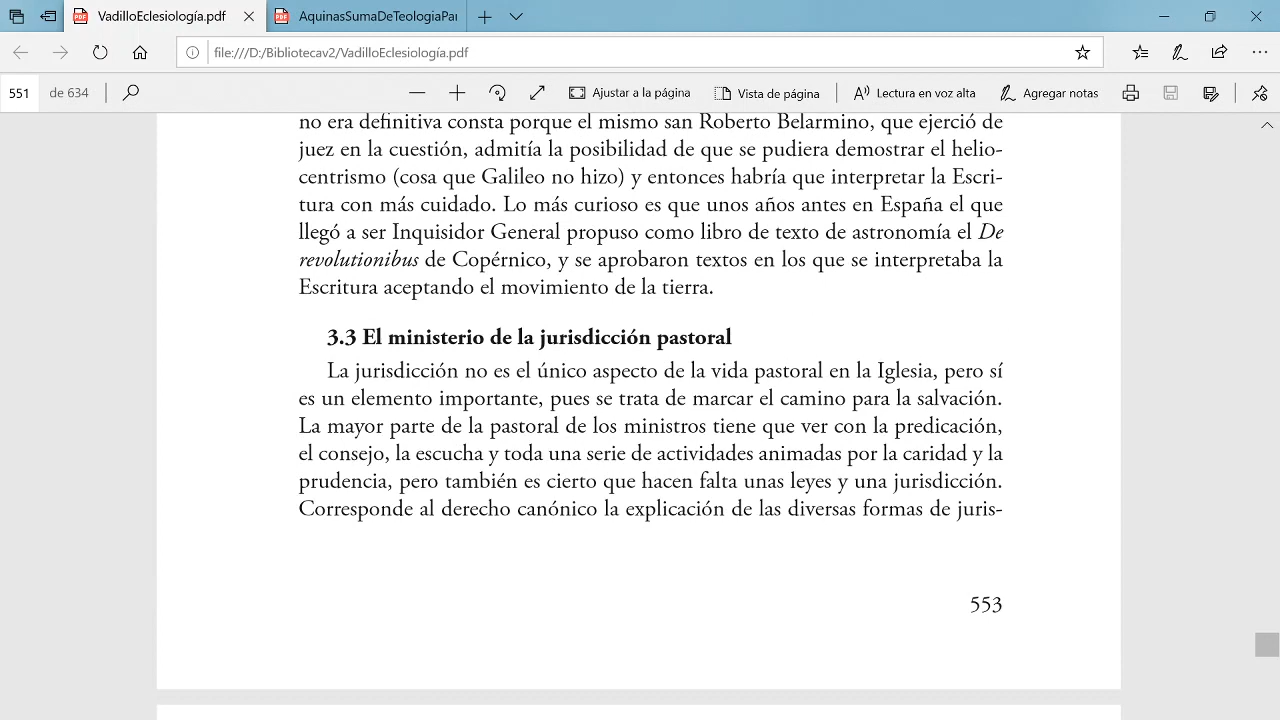 VadilloEclesiología.pdf
AquinasSumaDeTeologíaPar
file:///D:/Bibliotecav2/VadilloEclesiología.pdf
551 de 634
Ajustar a la página
Vista de página
Lectura en voz alta
Agregar notas
no era definitiva consta porque el mismo san Roberto Belarmino, que ejerció de
juez en la cuestión, admitía la posibilidad de que se pudiera demostrar el helio-
centrismo (cosa que Galileo no hizo) y entonces habría que interpretar la Escri-
tura con más cuidado. Lo más curioso es que unos años antes en España el que
llegó a ser Inquisidor General propuso como libro de texto de astronomía el De
revolutionibus de Copérnico, y se aprobaron textos en los que se interpretaba la
Escritura aceptando el movimiento de la tierra.
3.3 El ministerio de la jurisdicción pastoral
La jurisdicción no es el único aspecto de la vida pastoral en la Iglesia, pero sí
es un elemento importante, pues se trata de marcar el camino para la salvación.
La mayor parte de la pastoral de los ministros tiene que ver con la predicación,
el consejo, la escucha y toda una serie de actividades animadas por la caridad y la
prudencia, pero también es cierto que hacen falta unas leyes y una jurisdicción.
Corresponde al derecho canónico la explicación de las diversas formas de juris-
553